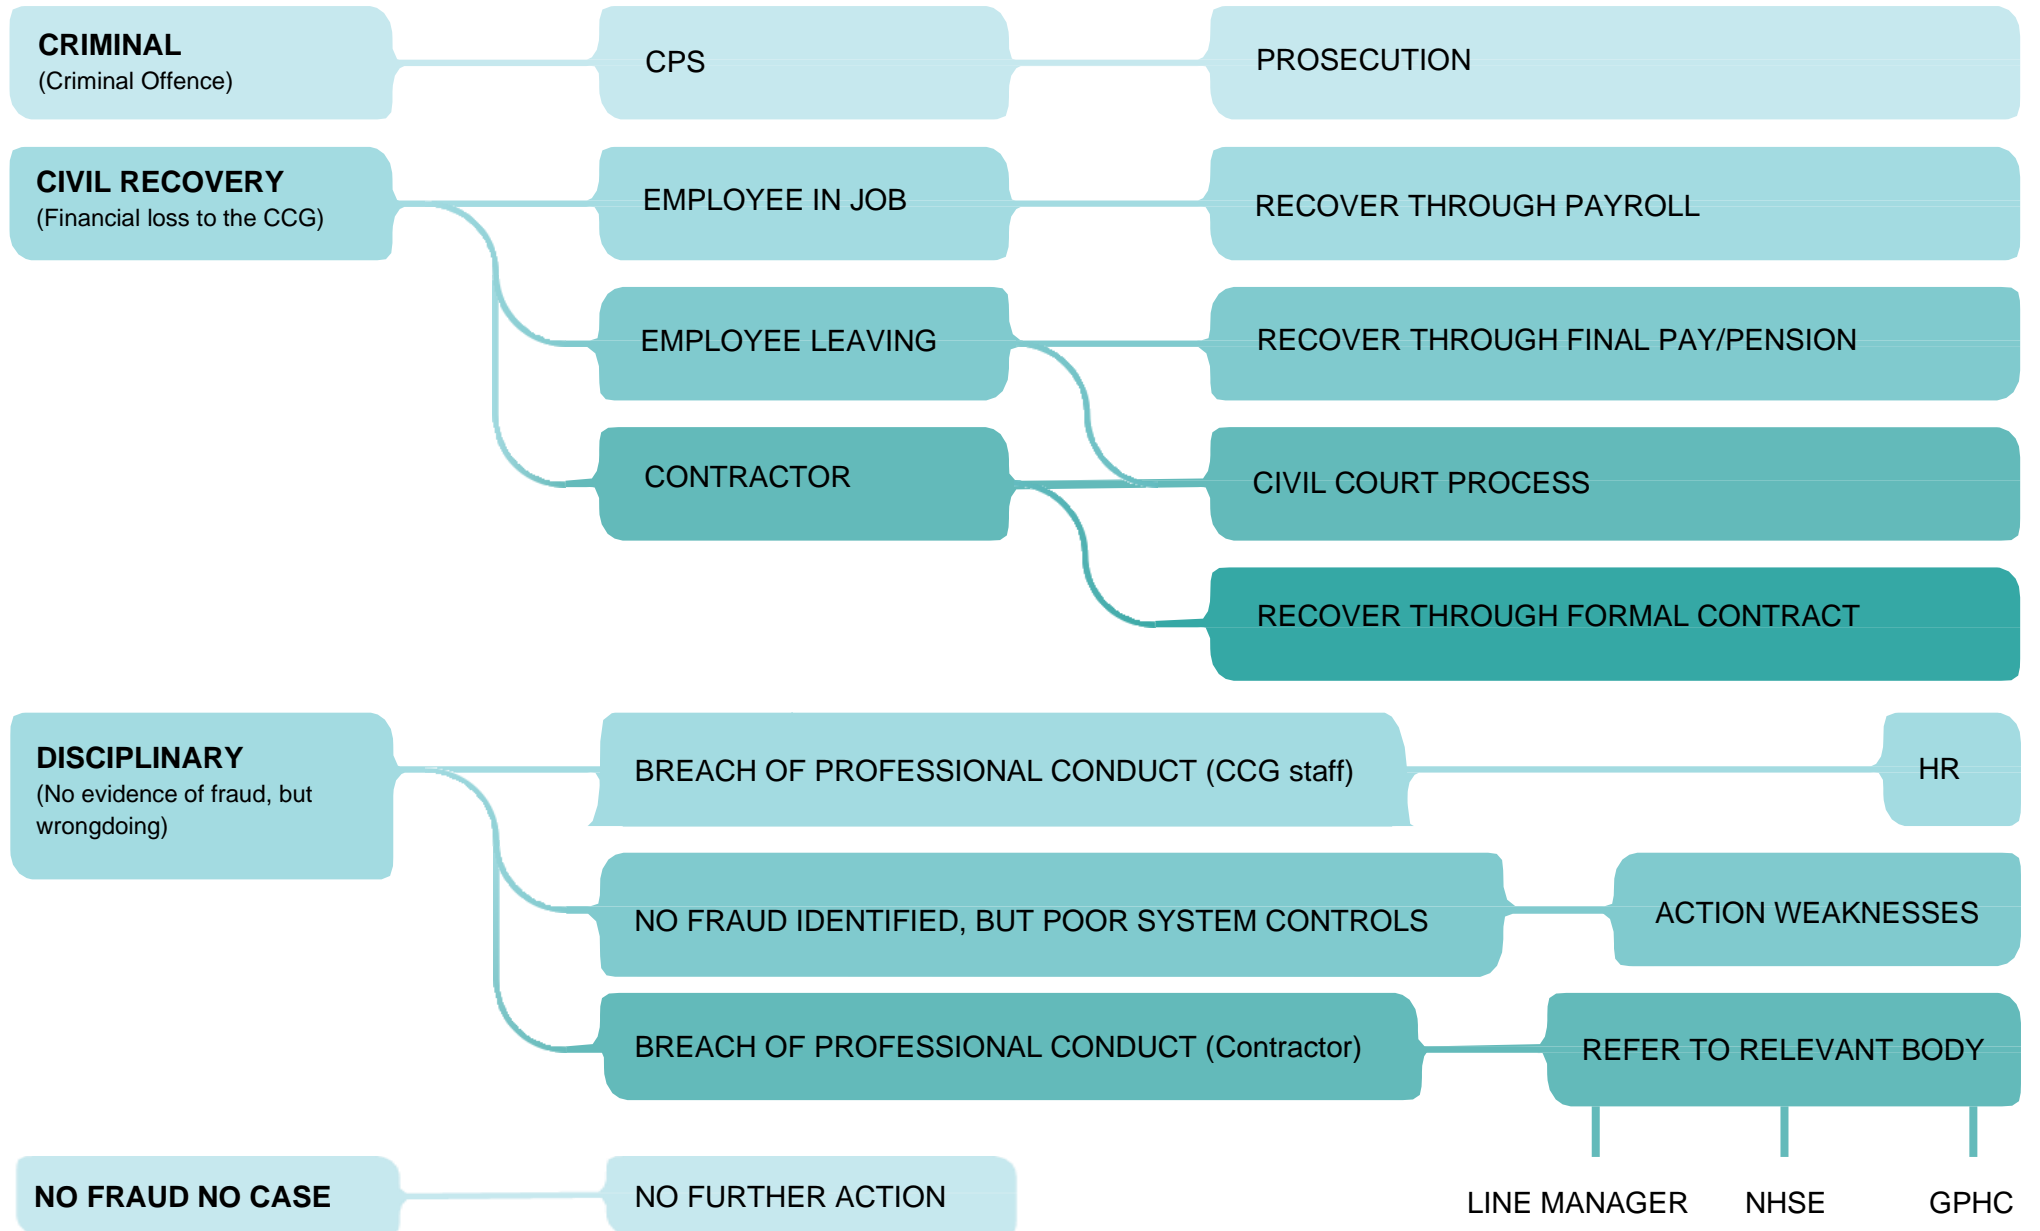 CRIMINAL
(Criminal Offence)
CPS
PROSECUTION
CIVIL RECOVERY
(Financial loss to the CCG)
EMPLOYEE IN JOB
RECOVER THROUGH PAYROLL
EMPLOYEE LEAVING
RECOVER THROUGH FINAL PAY/PENSION
CONTRACTOR
CIVIL COURT PROCESS
RECOVER THROUGH FORMAL CONTRACT
DISCIPLINARY
(No evidence of fraud, but
wrongdoing)
BREACH OF PROFESSIONAL CONDUCT (CCG staff)
HR
NO FRAUD IDENTIFIED, BUT POOR SYSTEM CONTROLS
ACTION WEAKNESSES
BREACH OF PROFESSIONAL CONDUCT (Contractor)
REFER TO RELEVANT BODY
LINE MANAGER
NHSE
GPHC
NO FRAUD NO CASE
NO FURTHER ACTION